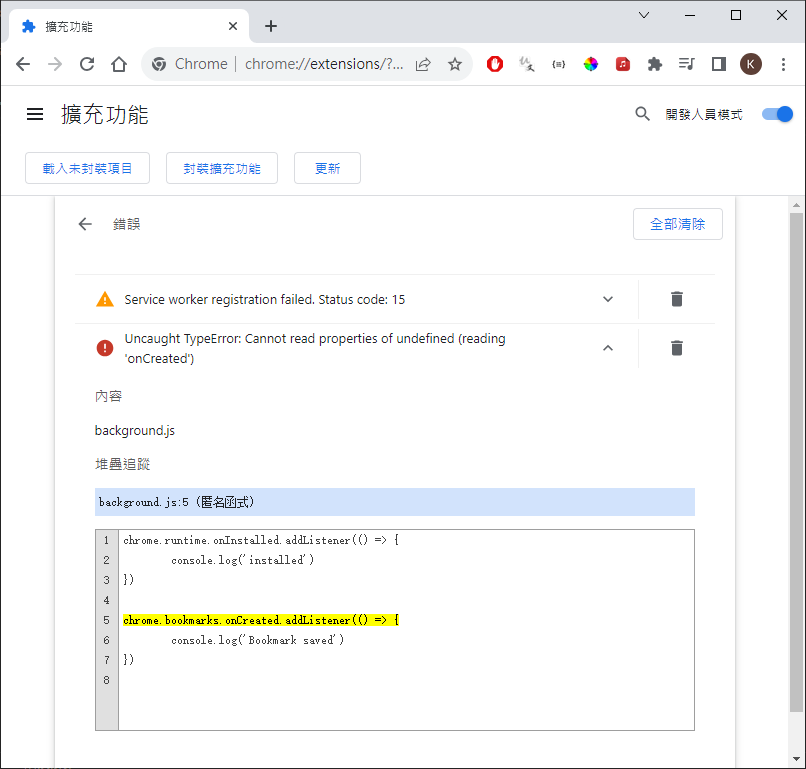 擴充功能
Chrome | chrome://extensions/?...
K
擴充功能
開發人員模式
載入未封裝項目
封裝擴充功能
更新
錯誤
全部清除
Service worker registration failed. Status code: 15
Uncaught TypeError: Cannot read properties of undefined (reading
'onCreated')
內容
background.js
堆疊追蹤
background.js:5 (匿名函式)
1 chrome.runtime.onInstalled.addListener(() => {
2 console.log('installed')
3 })
4
5 chrome.bookmarks.onCreated.addListener(() => {
6 console.log('Bookmark saved')
7 })
8